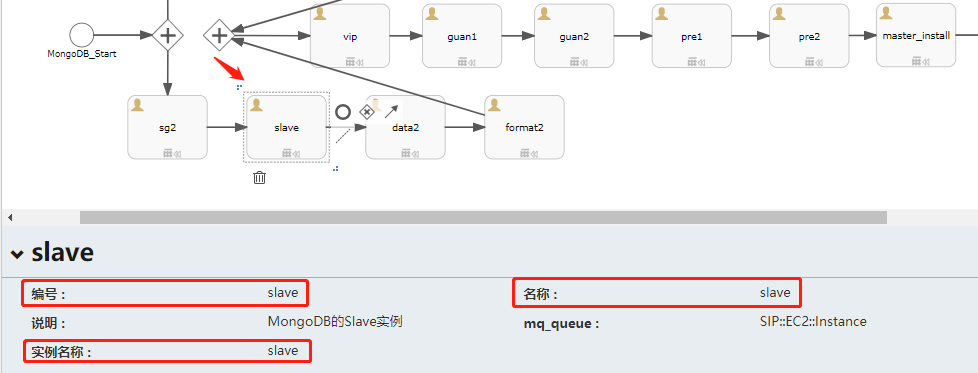 vip
guan1
guan2
pre1
pre2
master_install
MongoDB_Start
sg2
slave
data2
format2
slave
编号： slave
名称： slave
说明： MongoDB的Slave实例
mq_queue： SIP::EC2::Instance
实例名称： slave